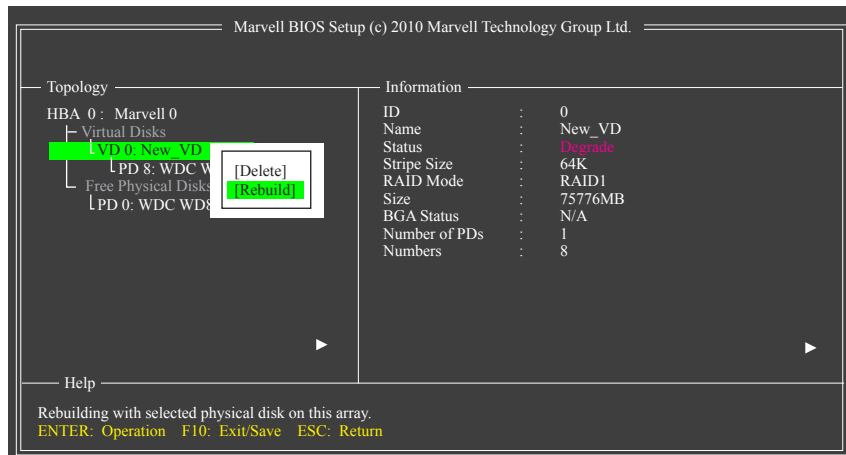 Marvell BIOS Setup (c) 2010 Marvell Technology Group Ltd.
Topology
HBA 0 : Marvell 0
Virtual Disks
VD 0: New_VD
PD 8: WDC
Free Physical Disks
PD 0: WDC
[Delete]
[Rebuild]
Information
ID : 0
Name : New_VD
Status : Degrade
Stripe Size : 64K
RAID Mode : RAID1
Size : 75776MB
BGA Status : N/A
Number of PDs : 1
Numbers : 8
Help
Rebuilding with selected physical disk on this array.
ENTER: Operation F10: Exit/Save ESC: Return